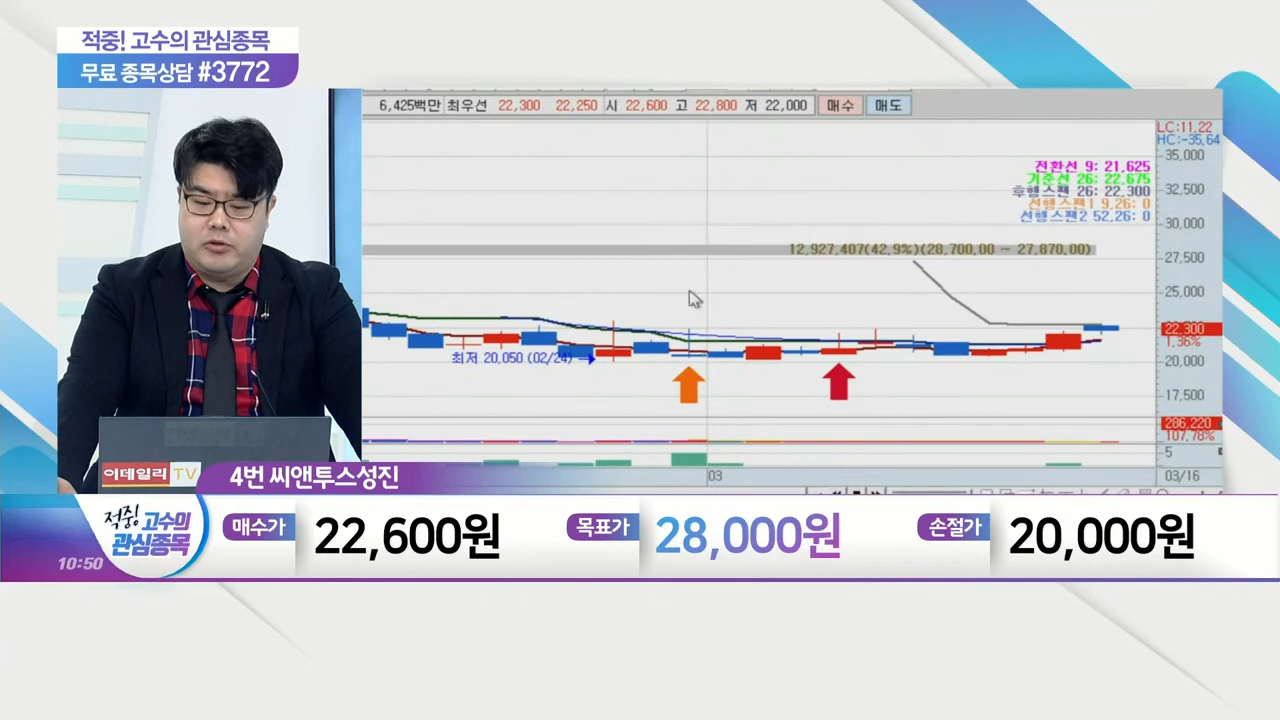 적중! 고수의 관심종목
무료 종목상담 #3772
6,425백만 최우선 22,300 22,250 시 22,600 고 22,800 저 22,000 매수 매도
LC:11,22
HC:-35,64
35,000
전환선 9: 21,625
기준선 26: 22,675
후행스팬 26: 22,300
선행스팬1 9,26: 0
선행스팬2 52,26: 0
32,500
30,000
12,927,407(42.9%)(28,700.00 ~ 27,870.00)
27,500
25,000
22,300
1,36%
최저 20,050 (02/24)
20,000
17,500
286,220
107,78%
5
03
03/16
이데일리 TV
4번 씨앤투스성진
적중! 고수의
관심종목
10:50
매수가 22,600원 목표가 28,000원 손절가 20,000원